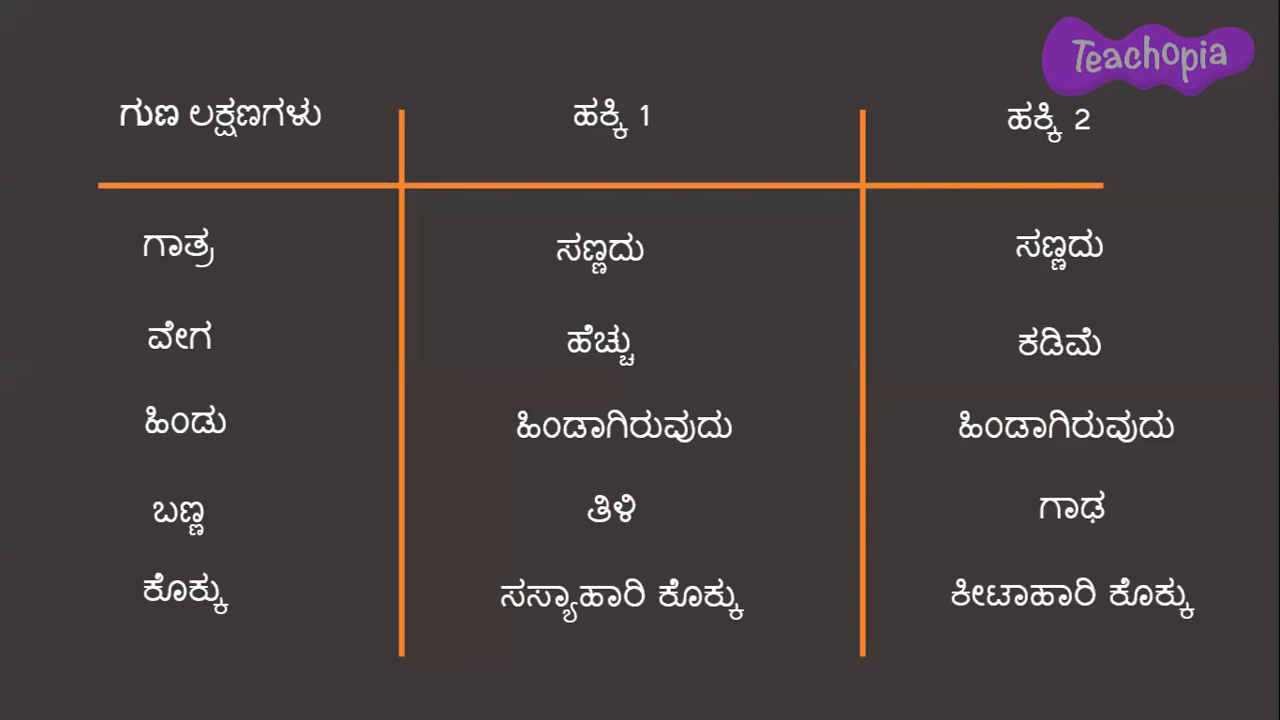 Teachopia
ಗುಣ ಲಕ್ಷಣಗಳು ಹಕ್ಕಿ 1 ಹಕ್ಕಿ 2
ಗಾತ್ರ ಸಣ್ಣದು ಸಣ್ಣದು
ವೇಗ ಹೆಚ್ಚು ಕಡಿಮೆ
ಹಿಂಡು ಹಿಂಡಾಗಿರುವುದು ಹಿಂಡಾಗಿರುವುದು
ಬಣ್ಣ ತಿಳಿ ಗಾಢ
ಕೊಕ್ಕು ಸಸ್ಯಾಹಾರಿ ಕೊಕ್ಕು ಕೀಟಾಹಾರಿ ಕೊಕ್ಕು